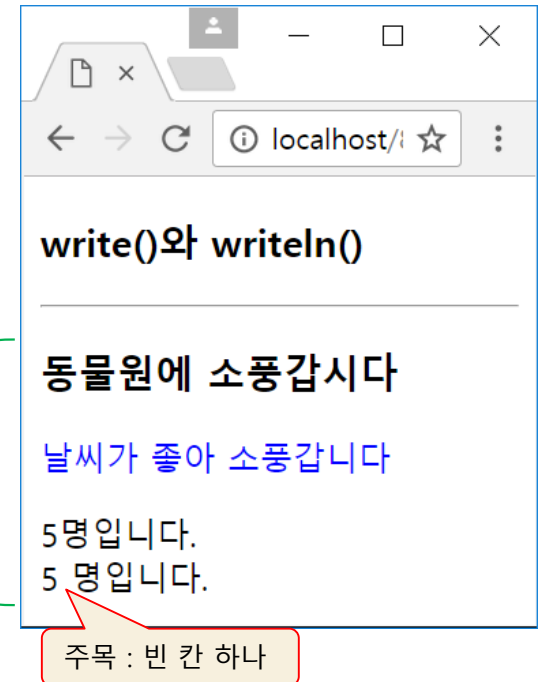 localhost/
write()와 writeln()
동물원에 소풍갑시다
날씨가 좋아 소풍갑니다
5명입니다.
5 명입니다.
주목 : 빈 칸 하나